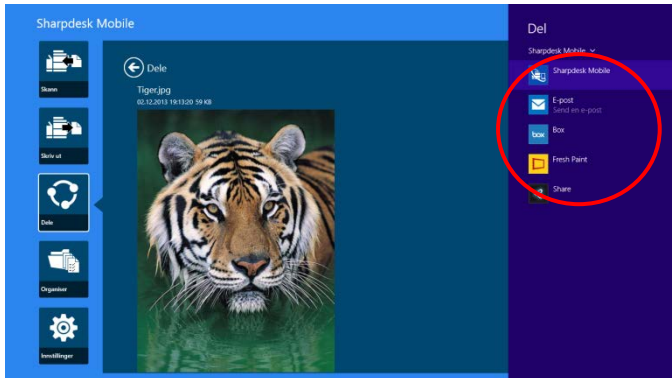 Sharpdesk Mobile
Skann
Skriv ut
Dele
Organiser
Innstillinger
Dele
Tiger.jpg
02.12.2013 19:13:20 59 KB
Del
Sharpdesk Mobile
Sharpdesk Mobile
E-post
Send en e-post
box
Box
Fresh Paint
Share